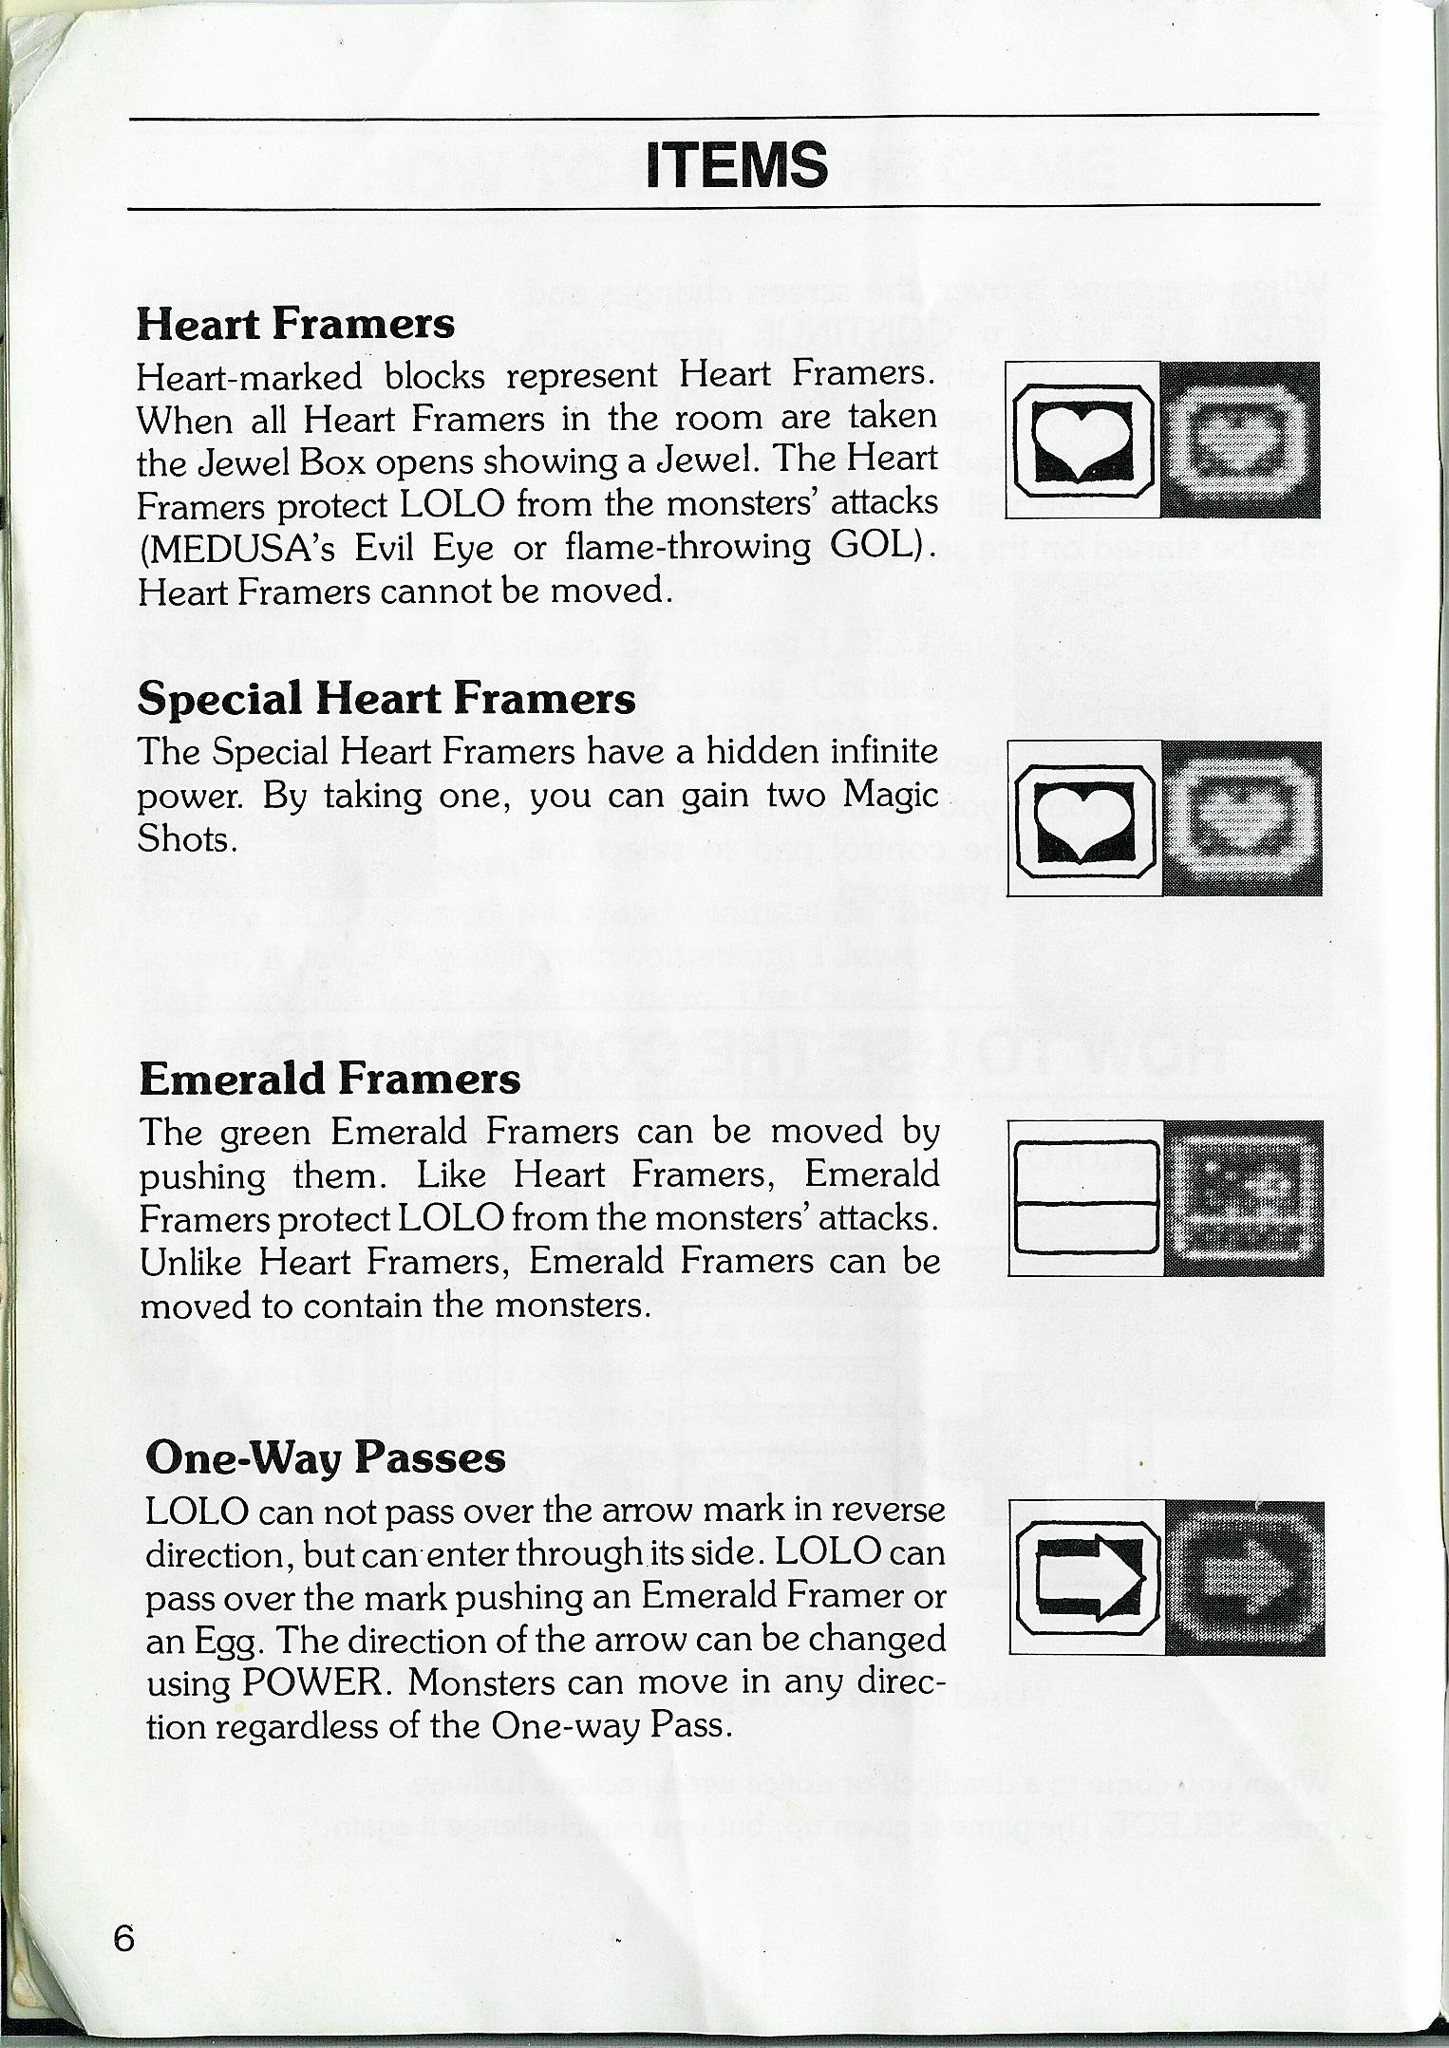 ITEMS
Heart Framers
Heart-marked blocks represent Heart Framers.
When all Heart Framers in the room are taken
the Jewel Box opens showing a Jewel. The Heart
Framers protect LOLO from the monsters' attacks
(MEDUSA's Evil Eye or flame-throwing GOL).
Heart Framers cannot be moved.
Special Heart Framers
The Special Heart Framers have a hidden infinite
power. By taking one, you can gain two Magic
Shots.
Emerald Framers
The green Emerald Framers can be moved by
pushing them. Like Heart Framers, Emerald
Framers protect LOLO from the monsters' attacks.
Unlike Heart Framers, Emerald Framers can be
moved to contain the monsters.
One-Way Passes
LOLO can not pass over the arrow mark in reverse
direction, but can enter through its side. LOLO can
pass over the mark pushing an Emerald Framer or
an Egg. The direction of the arrow can be changed
using POWER. Monsters can move in any direc-
tion regardless of the One-way Pass.
6